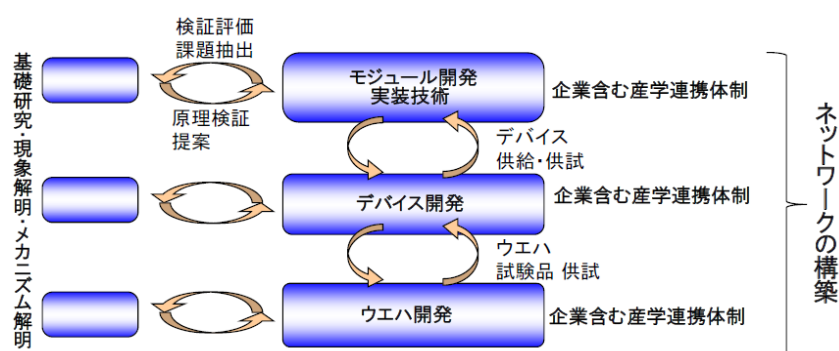 基礎研究・現象解明・メカニズム解明
検証評価
課題抽出
原理検証
提案
モジュール開発
実装技術
企業含む産学連携体制
デバイス
供給・供試
デバイス開発
企業含む産学連携体制
ウエハ
試験品 供試
ウエハ開発
企業含む産学連携体制
ネットワークの構築